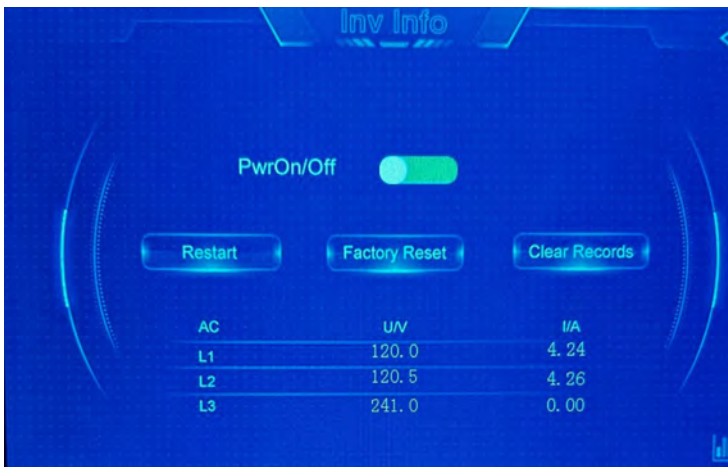 Inv Info
PwrOn/Off
Restart Factory Reset Clear Records
AC U/V I/A
L1 120.0 4.24
L2 120.5 4.26
L3 241.0 0.00